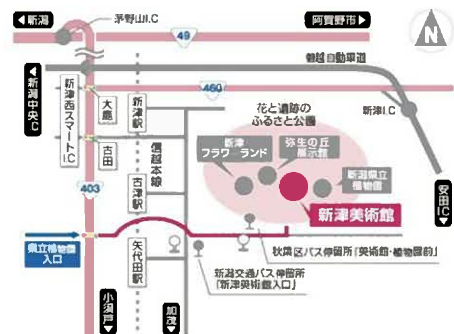 新潟
茅野山I.C
49
阿賀野市
N
磐越自動車道
460
新潟中央IC
新津西スマートI.C
大鹿
新津駅
花と遺跡の
ふるさと公園
新津I.C
古田
信越本線
新津
フラワーランド
弥生の丘
展示館
新潟県立
植物園
403
古津駅
新津美術館
安田IC
県立植物園
入口
矢代田駅
秋葉区バス停留所「美術館・植物園前」
新潟交通バス停留所
「新津美術館入口」
小須戸
加茂